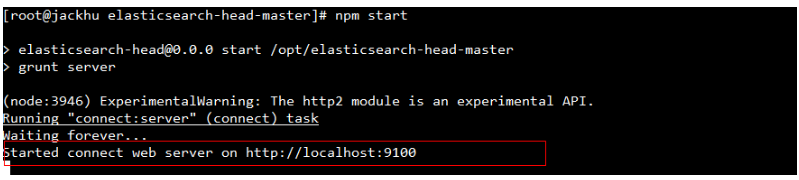 [root@jackhu elasticsearch-head-master]# npm start
> elasticsearch-head@0.0.0 start /opt/elasticsearch-head-master
> grunt server
(node:3946) ExperimentalWarning: The http2 module is an experimental API.
Running "connect:server" (connect) task
Waiting forever...
Started connect web server on http://localhost:9100